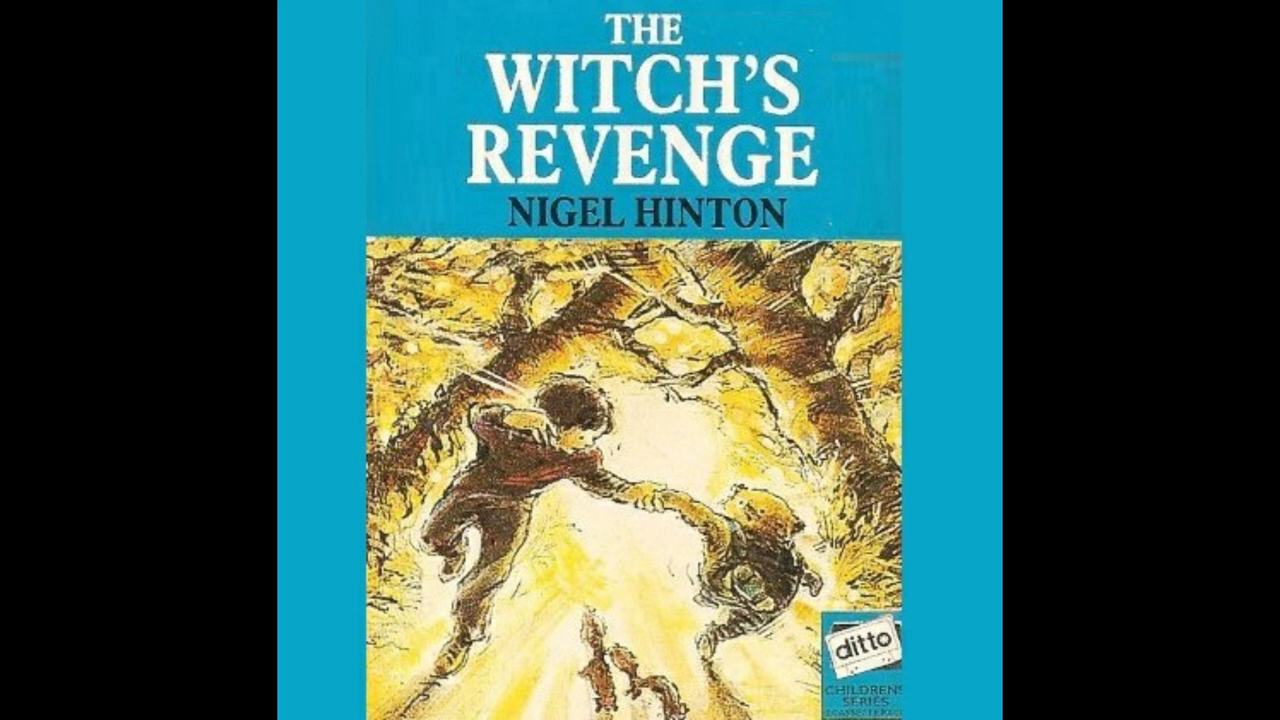 THE
WITCH'S
REVENGE
NIGEL HINTON
ditto
CHILDRENS
SERIES